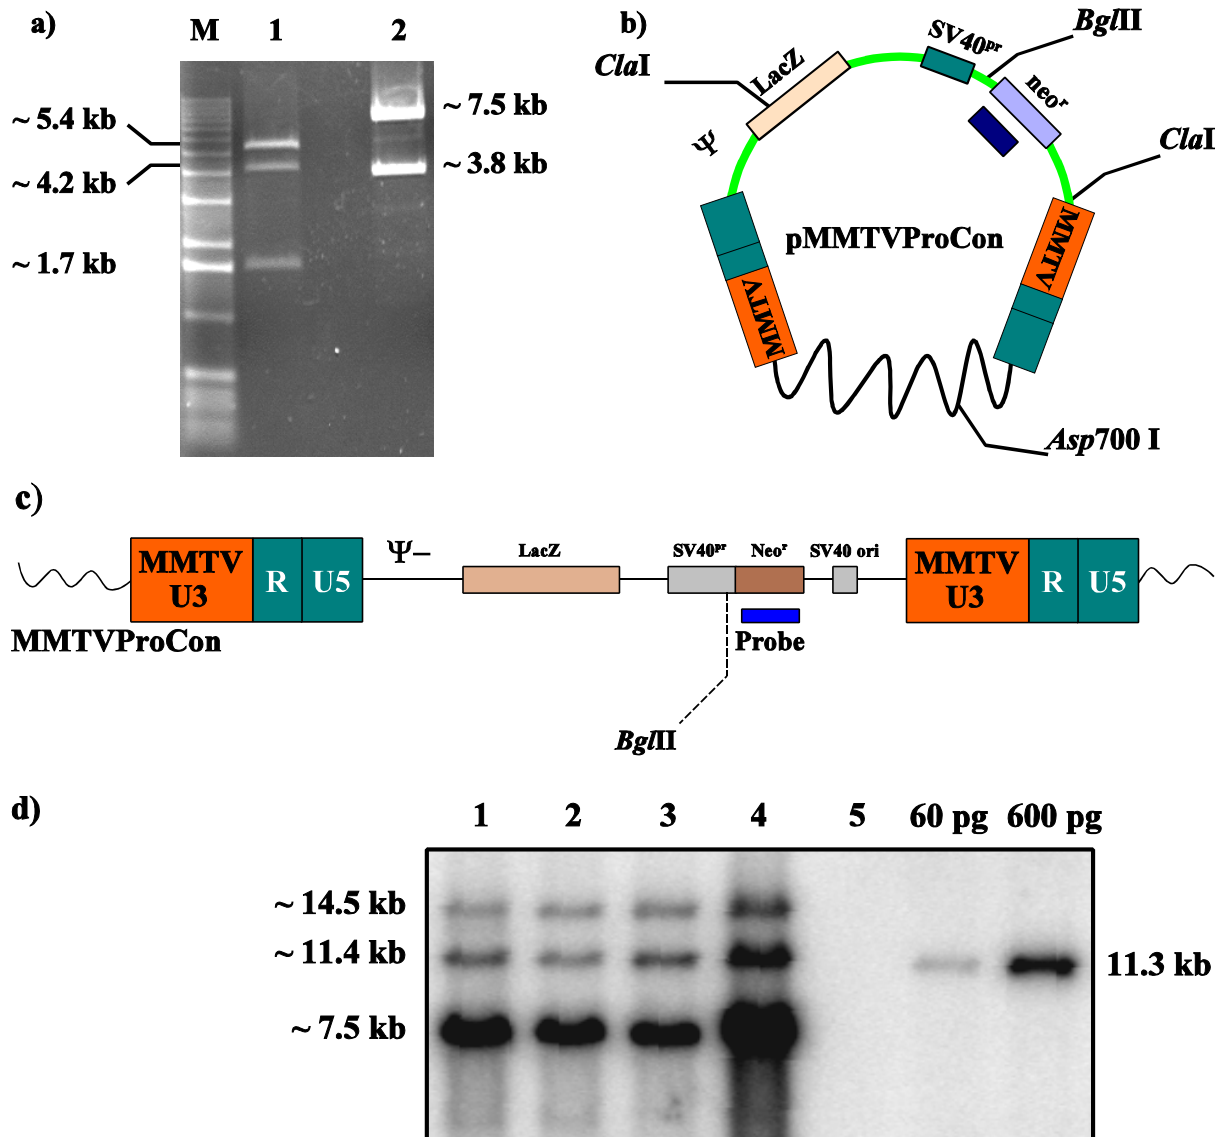 a)
M 1 2
~ 5.4 kb
~ 4.2 kb
~ 1.7 kb
~ 7.5 kb
~ 3.8 kb
b)
ClaI
LacZ
SV40pr
BglII
neor
ClaI
Ψ
pMMTVProCon
MMTV
MMTV
Asp700 I
c)
MMTV U3 R U5 Ψ– LacZ SV40pr Neor SV40 ori MMTV U3 R U5
MMTVProCon
Probe
BglII
d)
1 2 3 4 5 60 pg 600 pg
~ 14.5 kb
~ 11.4 kb
~ 7.5 kb
11.3 kb